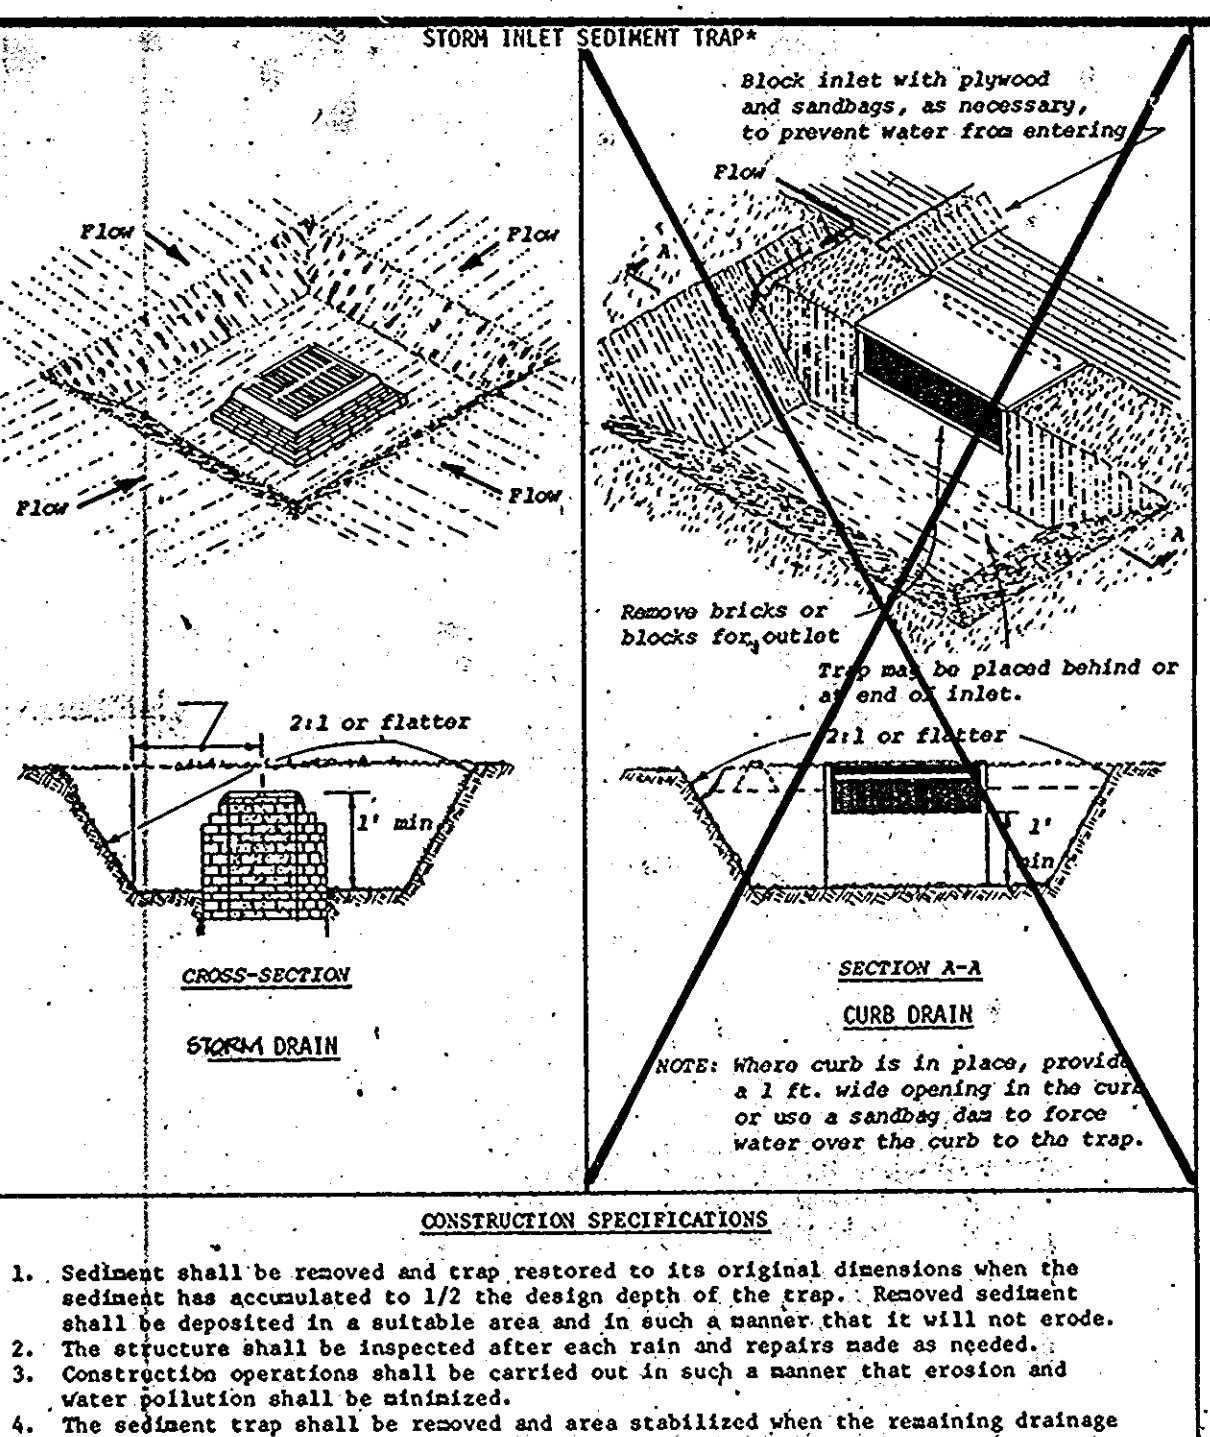 STORM INLET SEDIMENT TRAP*
Flow
Flow
Flow
Flow
2:1 or flatter
1' min
CROSS-SECTION
STORM DRAIN
Block inlet with plywood
and sandbags, as necessary,
to prevent water from entering
Flow
A
A
Remove bricks or
blocks for outlet
Trap may be placed behind or
at end of inlet.
2:1 or flatter
1'
min
SECTION A-A
CURB DRAIN
NOTE: Where curb is in place, provide
a 1 ft. wide opening in the curb
or use a sandbag dam to force
water over the curb to the trap.
CONSTRUCTION SPECIFICATIONS
1. Sediment shall be removed and trap restored to its original dimensions when the
sediment has accumulated to 1/2 the design depth of the trap. Removed sediment
shall be deposited in a suitable area and in such a manner that it will not erode.
2. The structure shall be inspected after each rain and repairs made as needed.
3. Construction operations shall be carried out in such a manner that erosion and
water pollution shall be minimized.
4. The sediment trap shall be removed and area stabilized when the remaining drainage